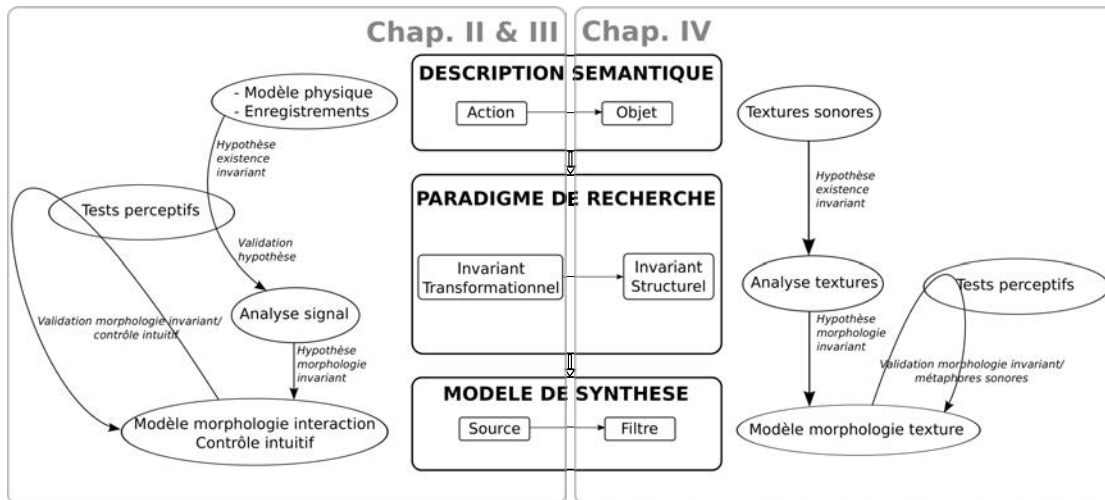 Chap. II & III
Chap. IV
DESCRIPTION SEMANTIQUE
Action
Objet
PARADIGME DE RECHERCHE
Invariant
Transformationnel
Invariant
Structurel
MODELE DE SYNTHESE
Source
Filtre
- Modèle physique
- Enregistrements
Hypothèse
existence
invariant
Tests perceptifs
Validation
hypothèse
Analyse signal
Validation morphologie invariant/
contrôle intuitif
Hypothèse
morphologie
invariant
Modèle morphologie interaction
Contrôle intuitif
Textures sonores
Hypothèse
existence
invariant
Analyse textures
Tests perceptifs
Hypothèse
morphologie
invariant
Validation morphologie invariant/
métaphores sonores
Modèle morphologie texture